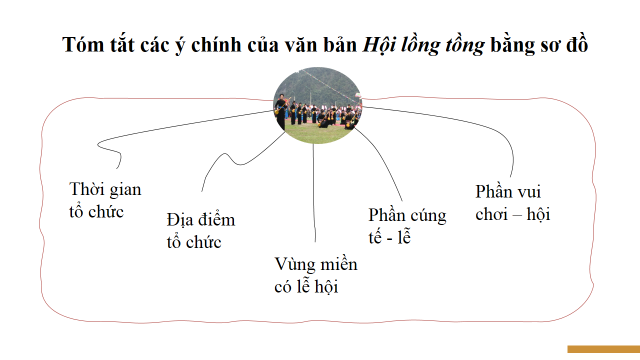 Tóm tắt các ý chính của văn bản Hội lồng tồng bằng sơ đồ
Thời gian
tổ chức
Địa điểm
tổ chức
Vùng miền
có lễ hội
Phần cúng
tế - lễ
Phần vui
chơi – hội